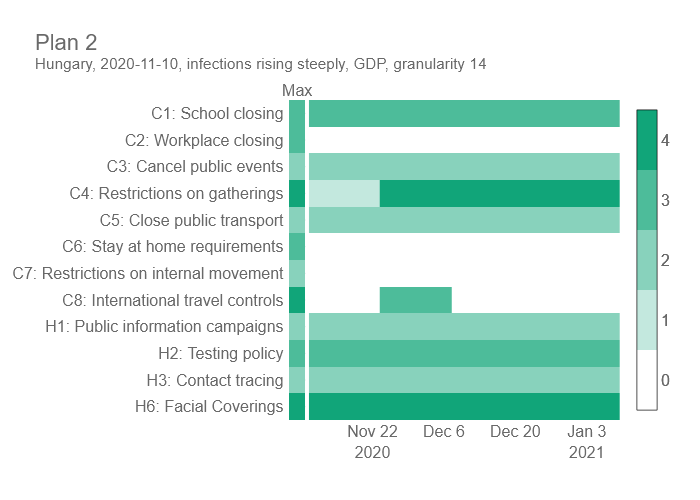 Plan 2
Hungary, 2020-11-10, infections rising steeply, GDP, granularity 14
Max
C1: School closing
C2: Workplace closing
C3: Cancel public events
C4: Restrictions on gatherings
C5: Close public transport
C6: Stay at home requirements
C7: Restrictions on internal movement
C8: International travel controls
H1: Public information campaigns
H2: Testing policy
H3: Contact tracing
H6: Facial Coverings
Nov 22 Dec 6 Dec 20 Jan 3
2020 2021
4
3
2
1
0